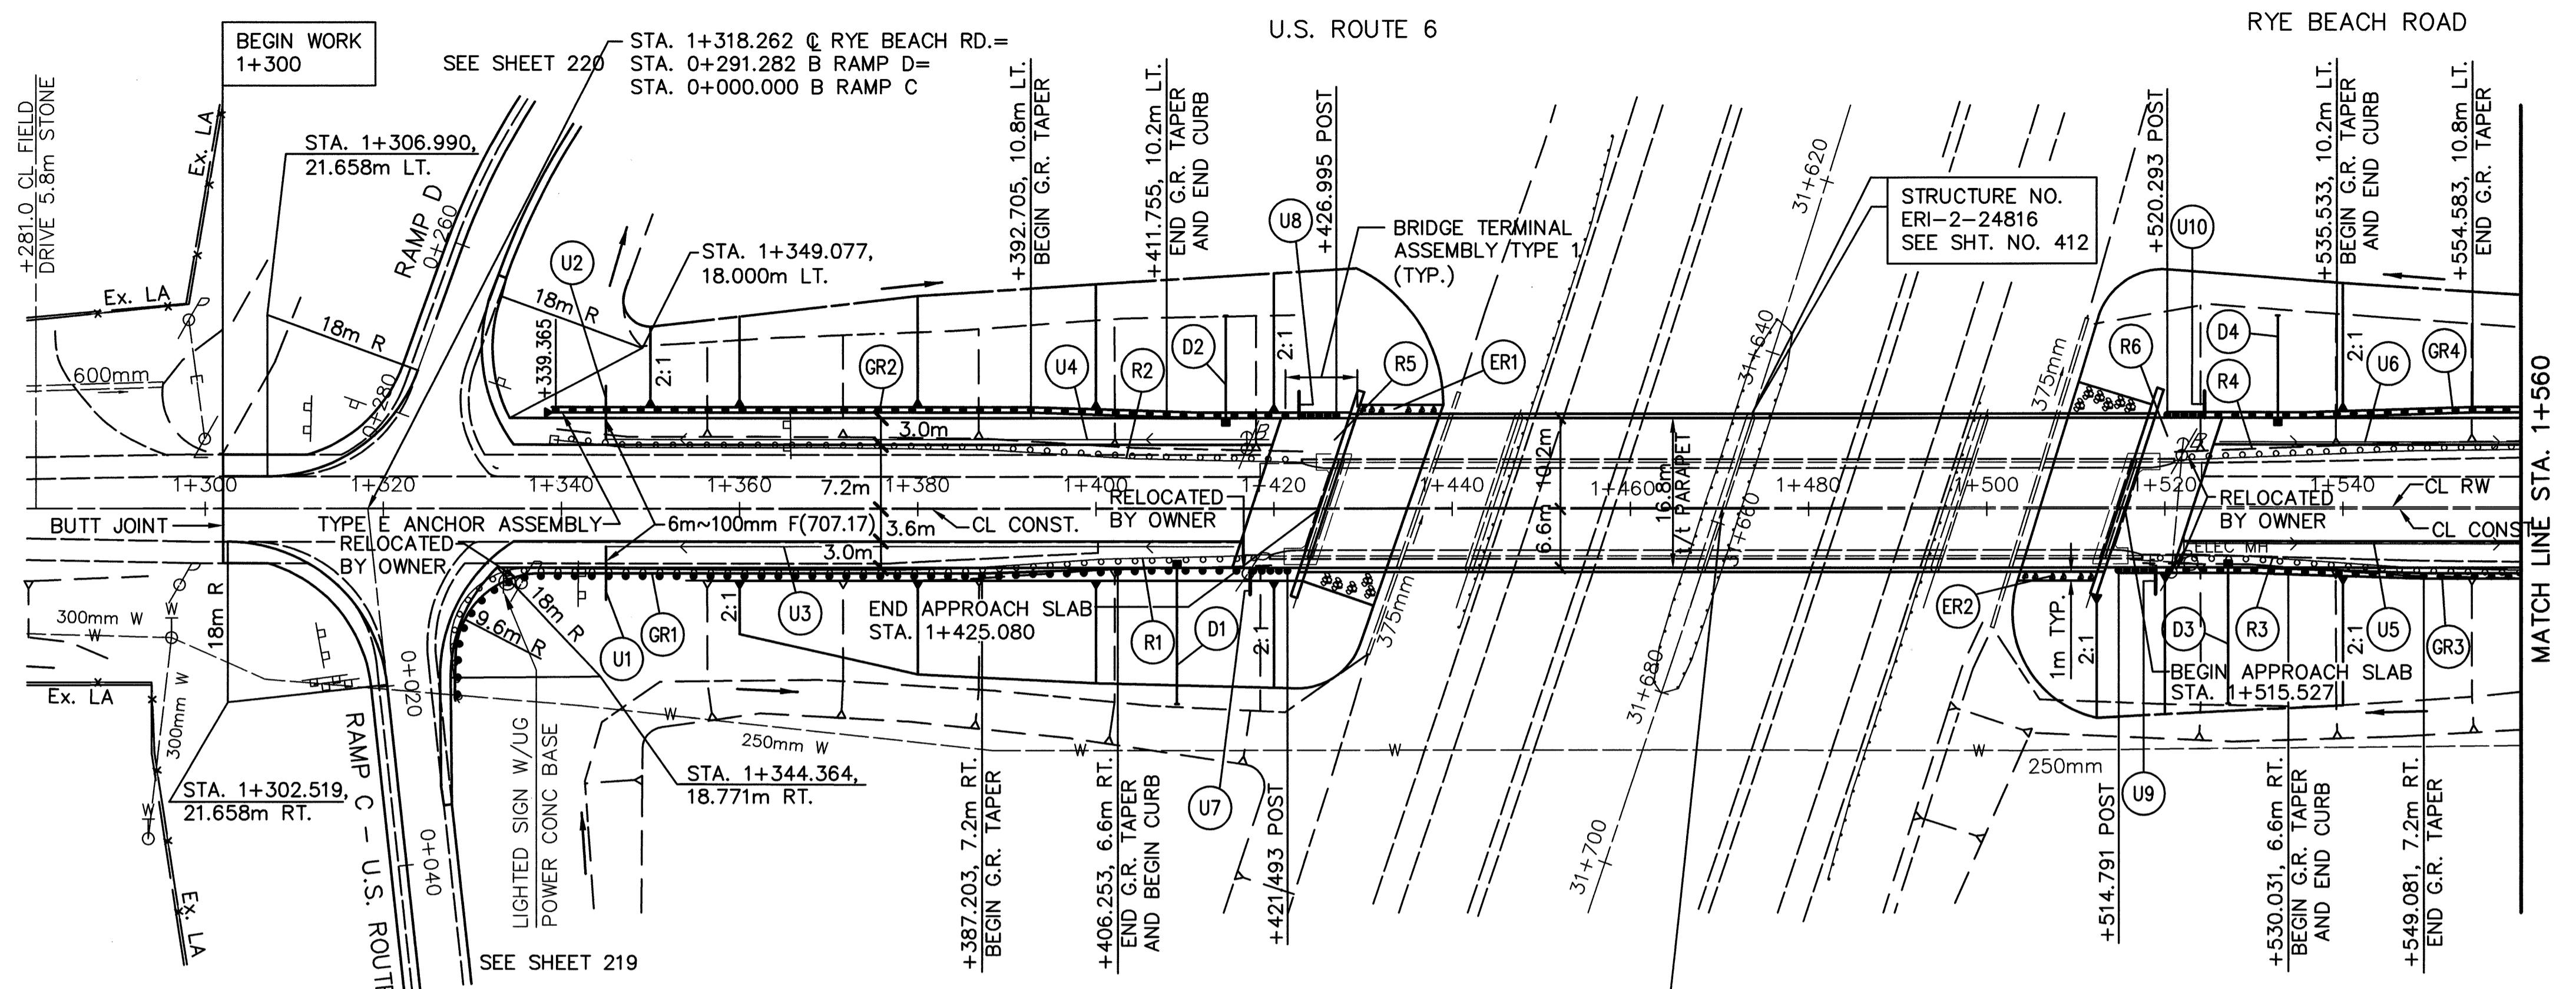 U.S. ROUTE 6
RYE BEACH ROAD
BEGIN WORK
1+300
SEE SHEET 220
STA. 1+318.262 ℄ RYE BEACH RD.=
STA. 0+291.282 B RAMP D=
STA. 0+000.000 B RAMP C
+281.0 CL FIELD
DRIVE 5.8m STONE
Ex. LA
Ex. LA
STA. 1+306.990,
21.658m LT.
RAMP D
0+260
0+280
18m R
600mm
U2
18m R
+339.365
STA. 1+349.077,
18.000m LT.
2:1
GR2
+392.705, 10.8m LT.
BEGIN G.R. TAPER
+411.755, 10.2m LT.
END G.R. TAPER
AND END CURB
U4
R2
D2
U8
+426.995 POST
2:1
BRIDGE TERMINAL
ASSEMBLY TYPE 1
(TYP.)
R5
ER1
31+620
31+640
31+660
31+680
31+700
STRUCTURE NO.
ERI-2-24816
SEE SHT. NO. 412
375mm
R6
+520.293 POST
U10
D4
R4
+535.533, 10.2m LT.
BEGIN G.R. TAPER
AND END CURB
2:1
U6
GR4
+554.583, 10.8m LT.
END G.R. TAPER
MATCH LINE STA. 1+560
3.0m
7.2m
3.6m
3.0m
1+300
1+320
1+340
1+360
1+380
1+400
1+420
1+440
1+460
1+480
1+500
1+520
1+540
10.2m
6.6m
16.8m
t/t PARAPET
BUTT JOINT
TYPE E ANCHOR ASSEMBLY
6m~100mm F(707.17)
CL CONST.
RELOCATED
BY OWNER
RELOCATED
BY OWNER
RELOCATED
BY OWNER
CL RW
CL CONST.
ELEC MH
300mm W
W
W
18m R
300mm W
W
Ex. LA
Ex. LA
STA. 1+302.519,
21.658m RT.
0+020
0+040
RAMP C - U.S. ROUTE
9.6m R
18m R
U1
GR1
2:1
U3
END APPROACH SLAB
STA. 1+425.080
R1
D1
2:1
U7
375mm
LIGHTED SIGN W/UG
POWER CONC BASE
SEE SHEET 219
STA. 1+344.364,
18.771m RT.
W
250mm W
W
W
W
250mm
+387.203, 7.2m RT.
BEGIN G.R. TAPER
+406.253, 6.6m RT.
END G.R. TAPER
AND BEGIN CURB
+421/493 POST
ER2
1m TYP.
2:1
D3
R3
2:1
U5
GR3
BEGIN APPROACH SLAB
STA. 1+515.527
+514.791 POST
U9
+530.031, 6.6m RT.
BEGIN G.R. TAPER
AND END CURB
+549.081, 7.2m RT.
END G.R. TAPER